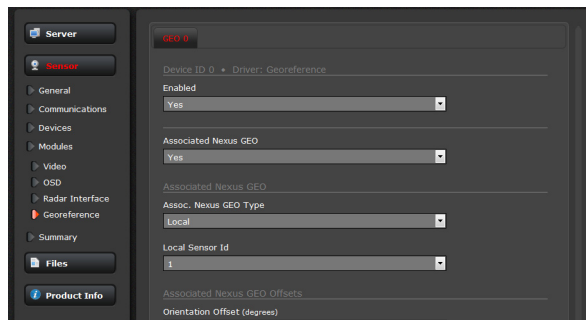 Server
Sensor
General
Communications
Devices
Modules
Video
OSD
Radar Interface
Georeference
Summary
Files
Product Info
GEO 0
Device ID 0 • Driver: Georeference
Enabled
Yes
Associated Nexus GEO
Yes
Associated Nexus GEO
Assoc. Nexus GEO Type
Local
Local Sensor Id
1
Associated Nexus GEO Offsets
Orientation Offset (degrees)